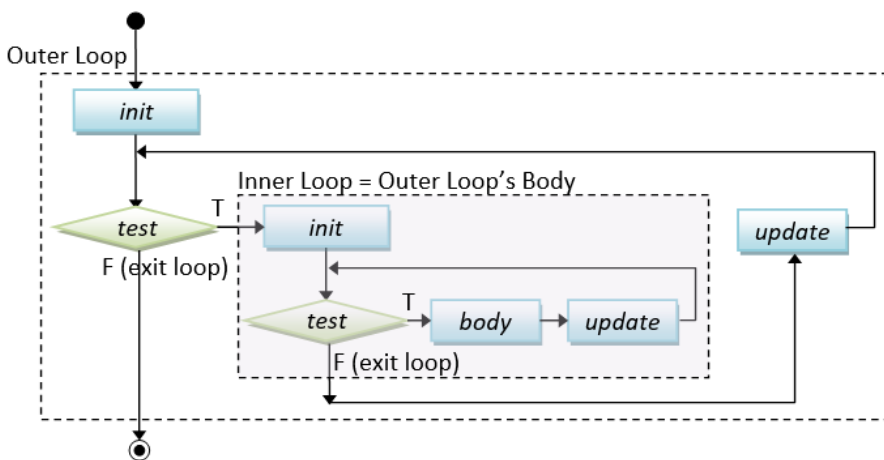 Outer Loop
init
Inner Loop = Outer Loop's Body
T
init
test
update
F (exit loop)
T
test
body
update
F (exit loop)